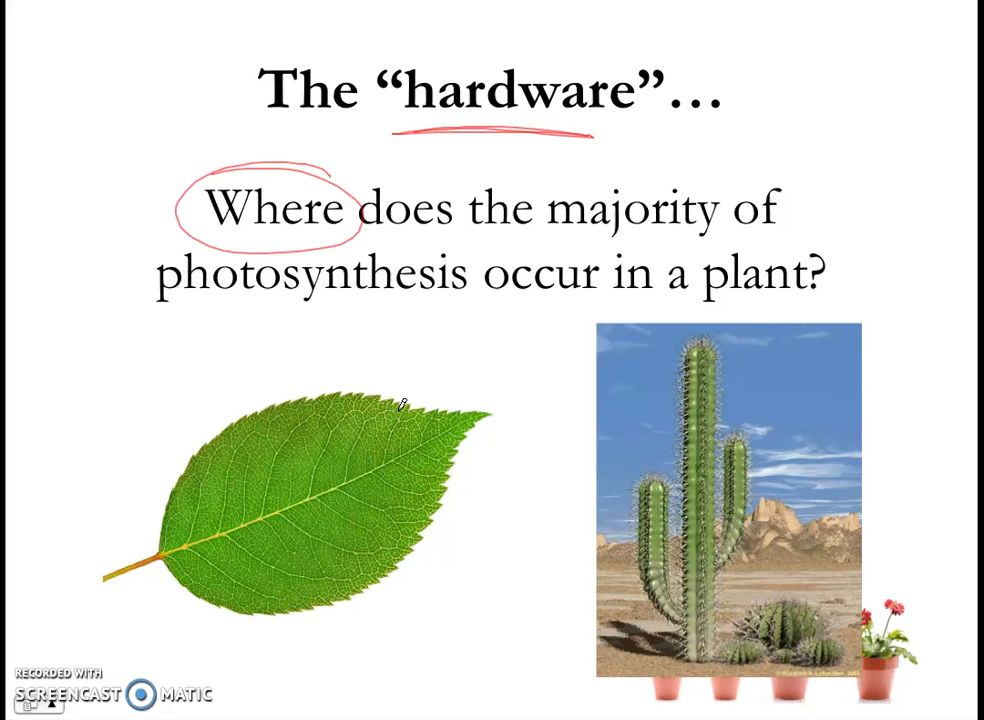 The “hardware”…
Where does the majority of
photosynthesis occur in a plant?
RECORDED WITH
SCREENCAST MATIC